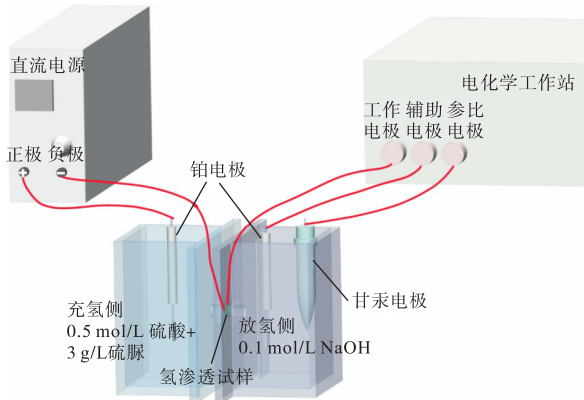 直流电源
正极 负极
电化学工作站
工作 辅助 参比
电极 电极 电极
铂电极
甘汞电极
充氢侧
0.5 mol/L 硫酸+
3 g/L硫脲
放氢侧
0.1 mol/L NaOH
氢渗透试样